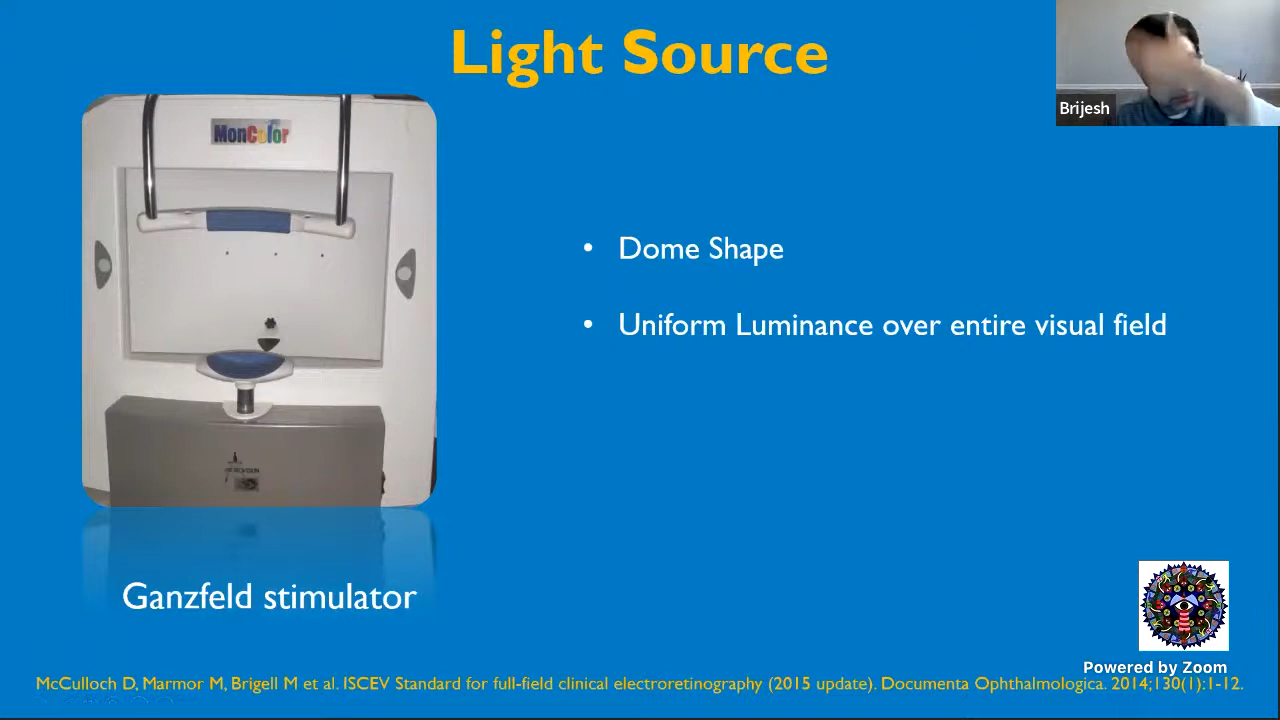 Light Source
Brijesh
MonColor
• Dome Shape
• Uniform Luminance over entire visual field
Ganzfeld stimulator
Powered by Zoom
McCulloch D, Marmor M, Brigell M et al. ISCEV Standard for full-field clinical electroretinography (2015 update). Documenta Ophthalmologica. 2014;130(1):1-12.